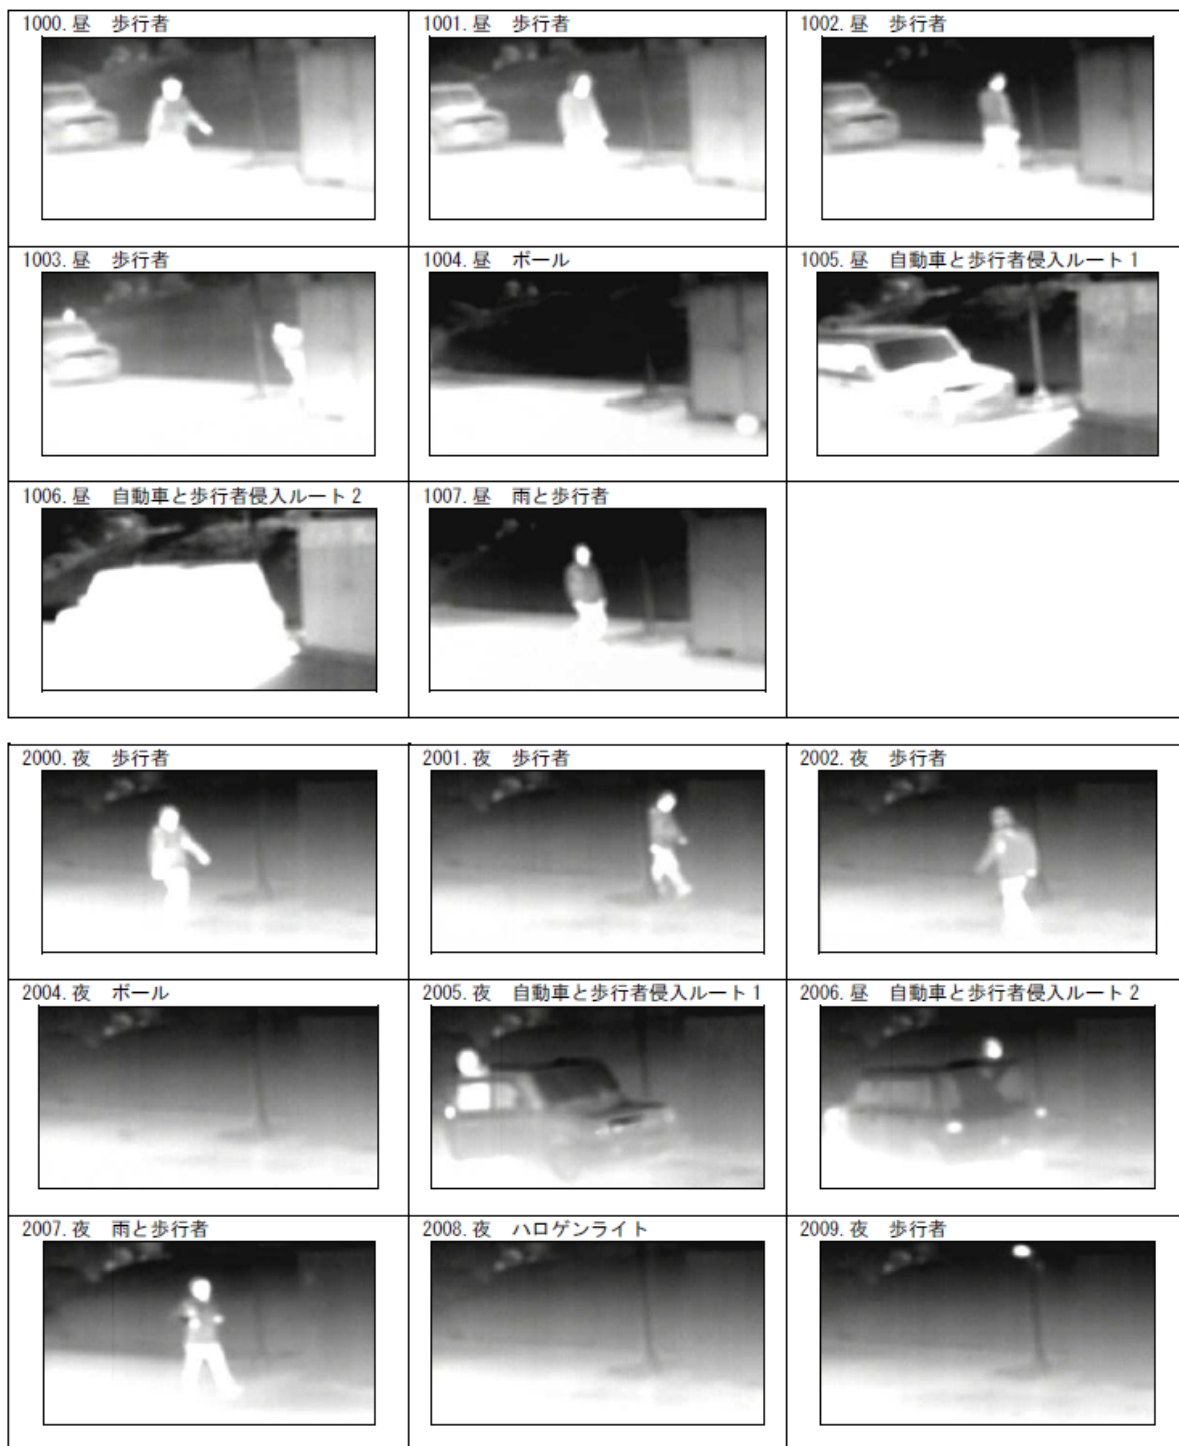 1000.昼 歩行者
1001.昼 歩行者
1002.昼 歩行者
1003.昼 歩行者
1004.昼 ボール
1005.昼 自動車と歩行者侵入ルート1
1006.昼 自動車と歩行者侵入ルート2
1007.昼 雨と歩行者
2000.夜 歩行者
2001.夜 歩行者
2002.夜 歩行者
2004.夜 ボール
2005.夜 自動車と歩行者侵入ルート1
2006.昼 自動車と歩行者侵入ルート2
2007.夜 雨と歩行者
2008.夜 ハロゲンライト
2009.夜 歩行者